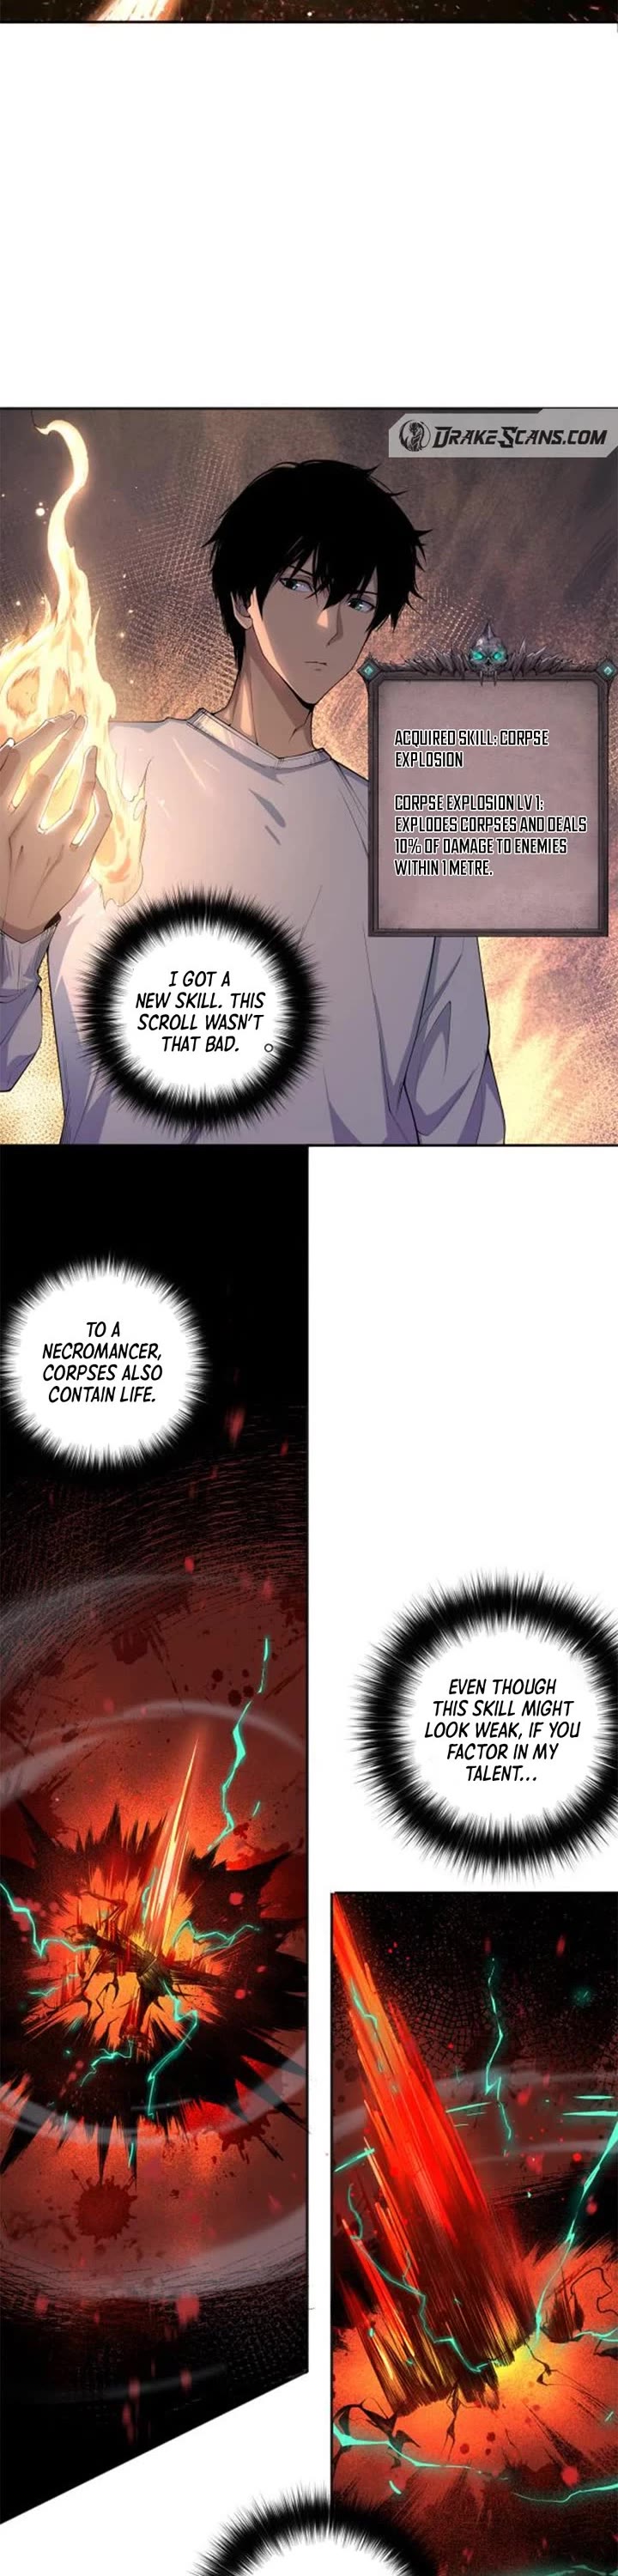 DRAKESCANS.COM
ACQUIRED SKILL: CORPSE
EXPLOSION
CORPSE EXPLOSION LV 1:
EXPLODES CORPSES AND DEALS
10% OF DAMAGE TO ENEMIES
WITHIN 1 METRE.
I GOT A
NEW SKILL. THIS
SCROLL WASN'T
THAT BAD.
TO A
NECROMANCER,
CORPSES ALSO
CONTAIN LIFE.
EVEN THOUGH
THIS SKILL MIGHT
LOOK WEAK, IF YOU
FACTOR IN MY
TALENT...